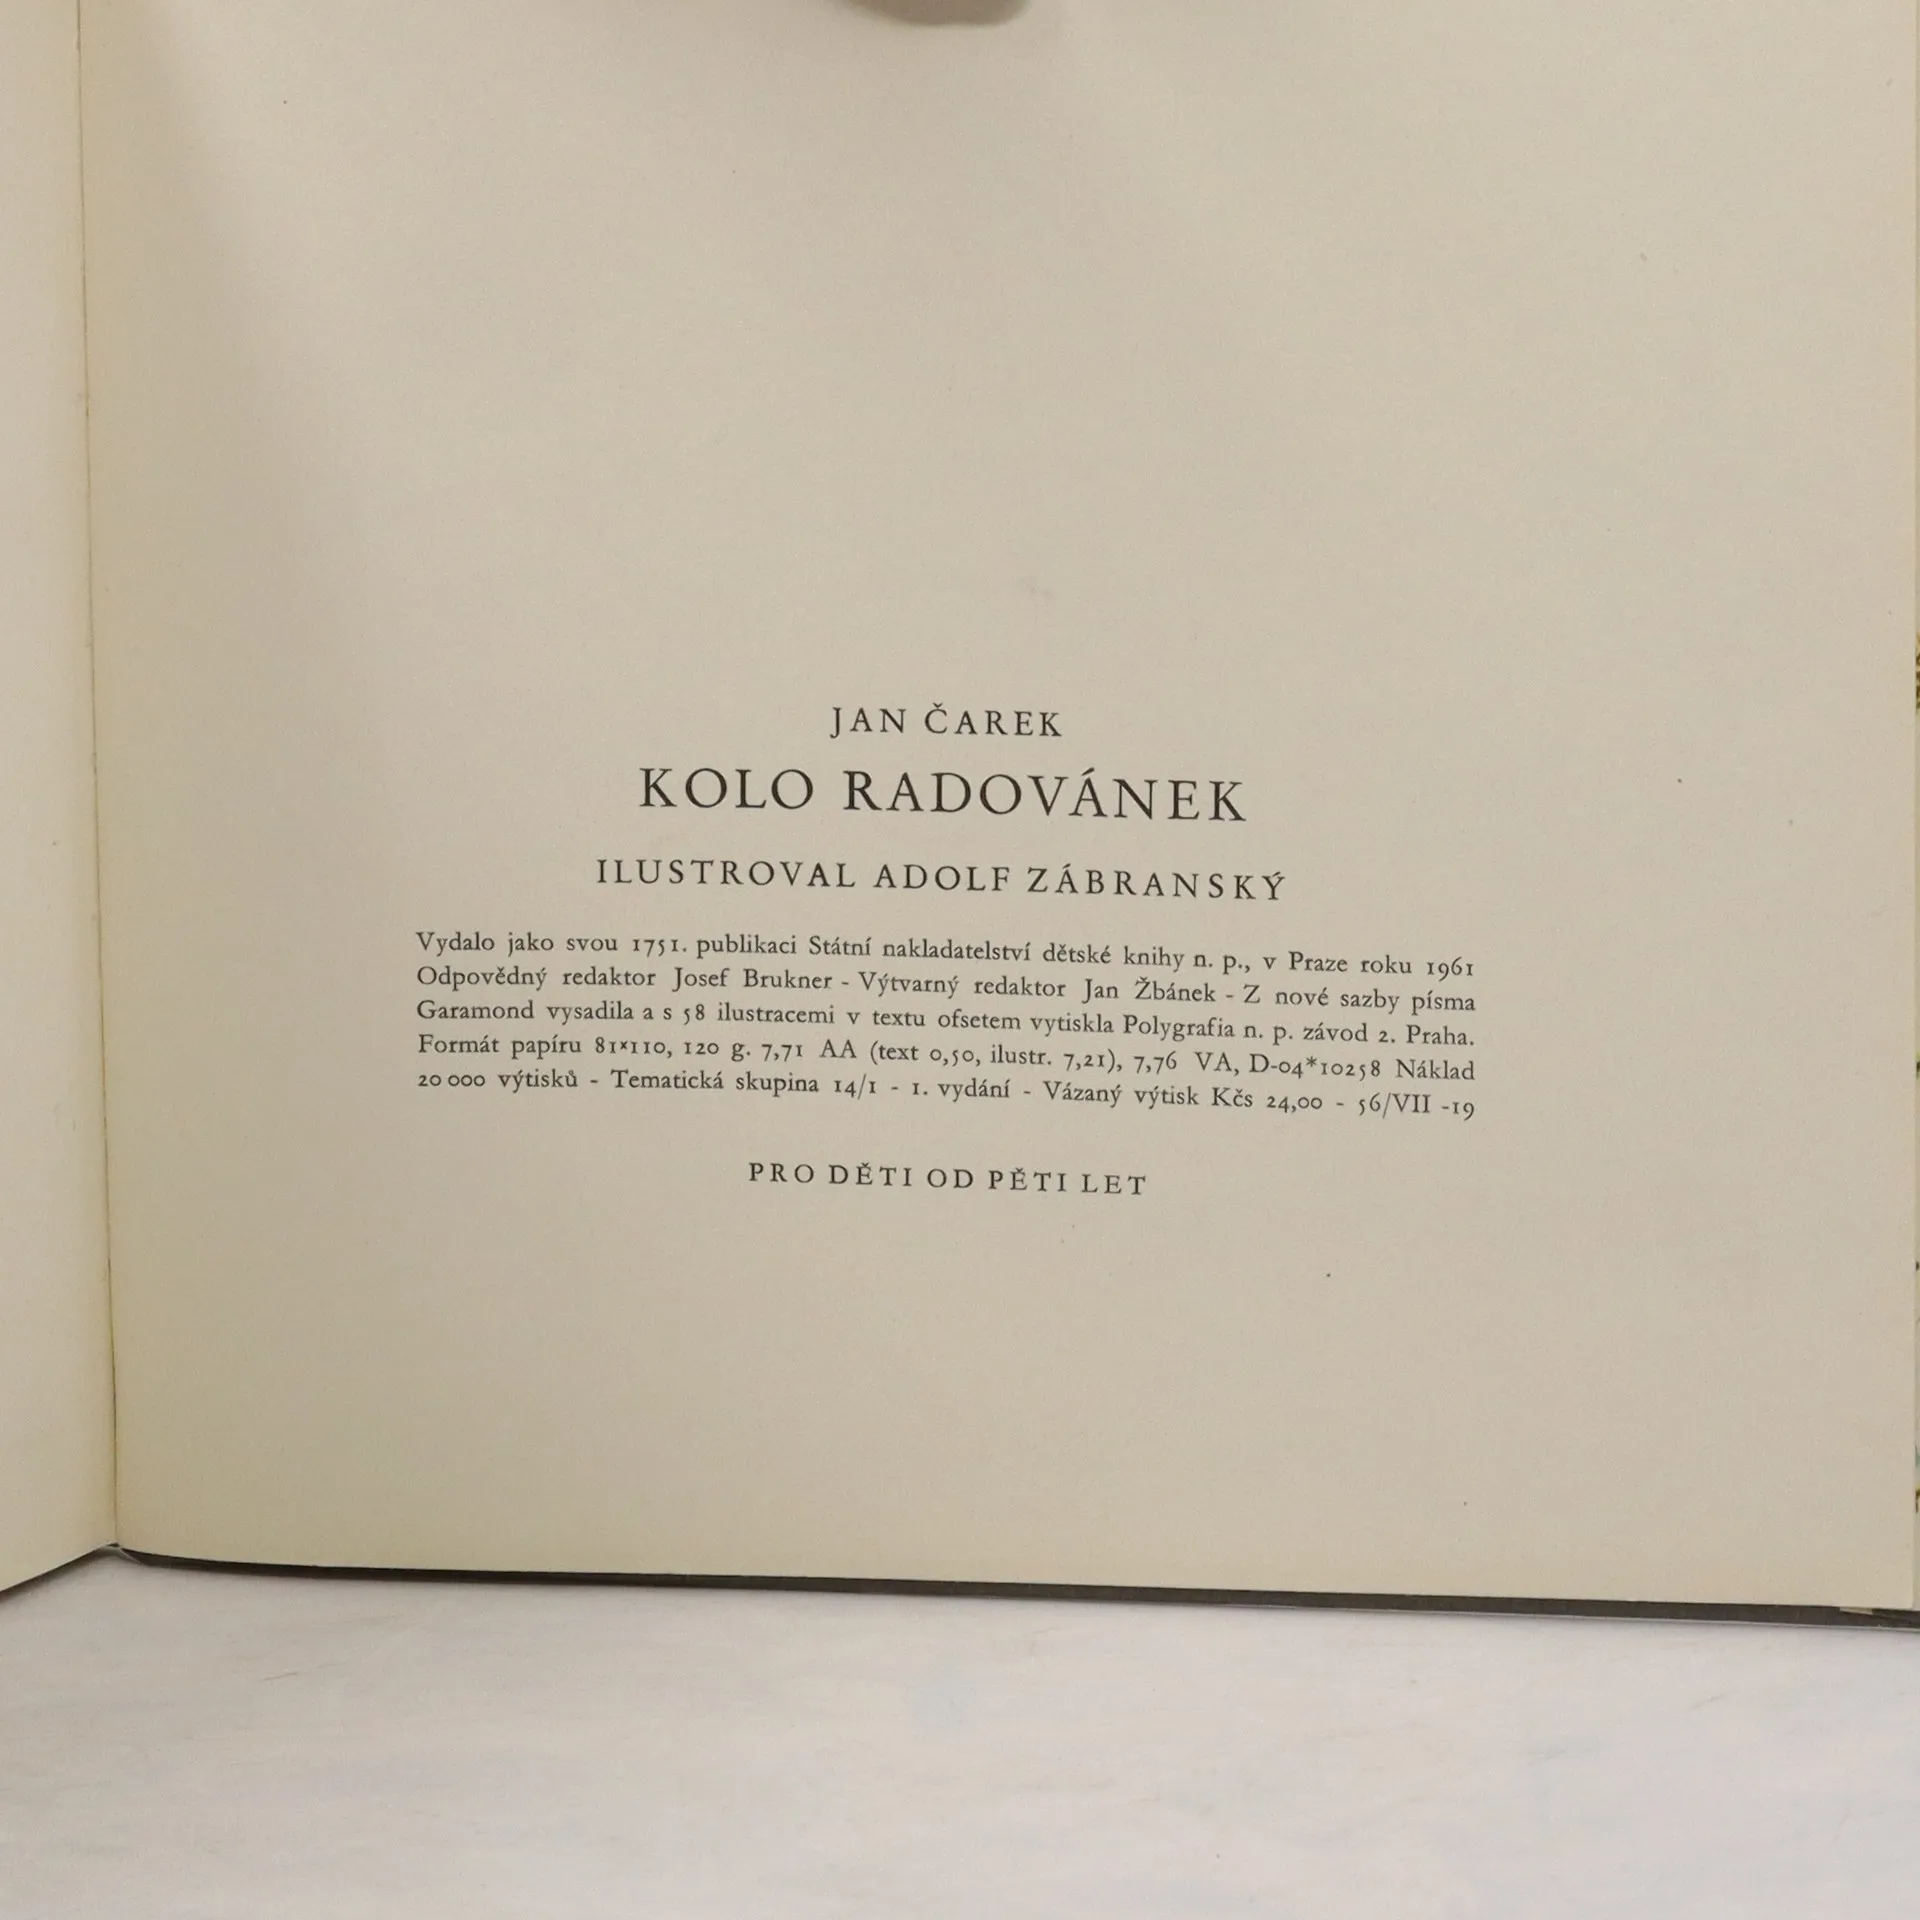 JAN ČAREK
KOLO RADOVÁNEK
ILUSTROVAL ADOLF ZÁBRANSKÝ
Vydalo jako svou 1751. publikaci Státní nakladatelství dětské knihy n. p., v Praze roku 1961
Odpovědný redaktor Josef Brukner - Výtvarný redaktor Jan Žbánek - Z nové sazby písma
Garamond vysadila a s 58 ilustracemi v textu ofsetem vytiskla Polygrafia n. p. závod 2. Praha.
Formát papíru 81×110, 120 g. 7,71 AA (text 0,50, ilustr. 7,21), 7,76 VA, D-04*10258 Náklad
20 000 výtisků - Tematická skupina 14/1 - 1. vydání - Vázaný výtisk Kčs 24,00 - 56/VII -19
PRO DĚTI OD PĚTI LET